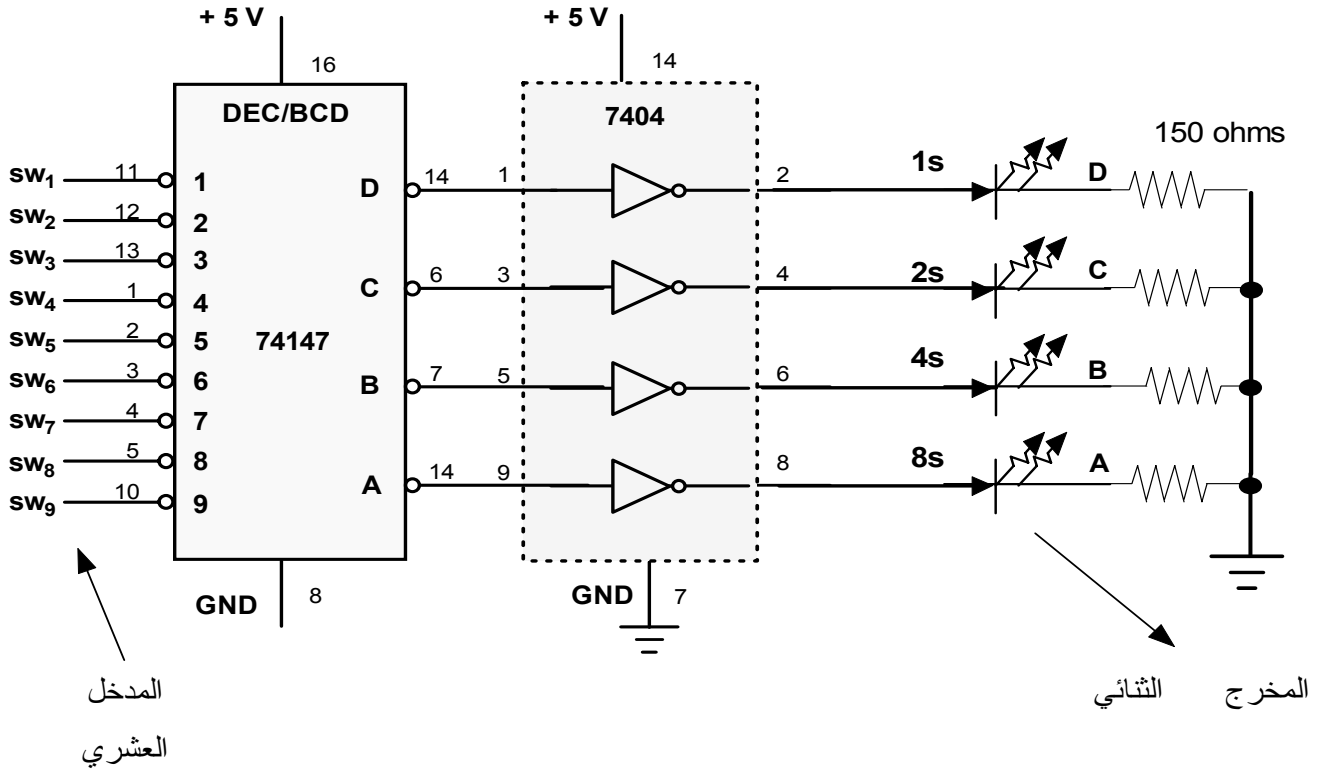 + 5 V + 5 V
16 14
DEC/BCD 7404
150 ohms
sw1 11 1 D 14 1 2 1s D
sw2 12 2
sw3 13 3 C 6 3 4 2s C
sw4 1 4
sw5 2 5 74147
sw6 3 6 B 7 5 6 4s B
sw7 4 7
sw8 5 8 A 14 9 8 8s A
sw9 10 9
GND 8 GND 7
المدخل
العشري
المخرج الثنائي